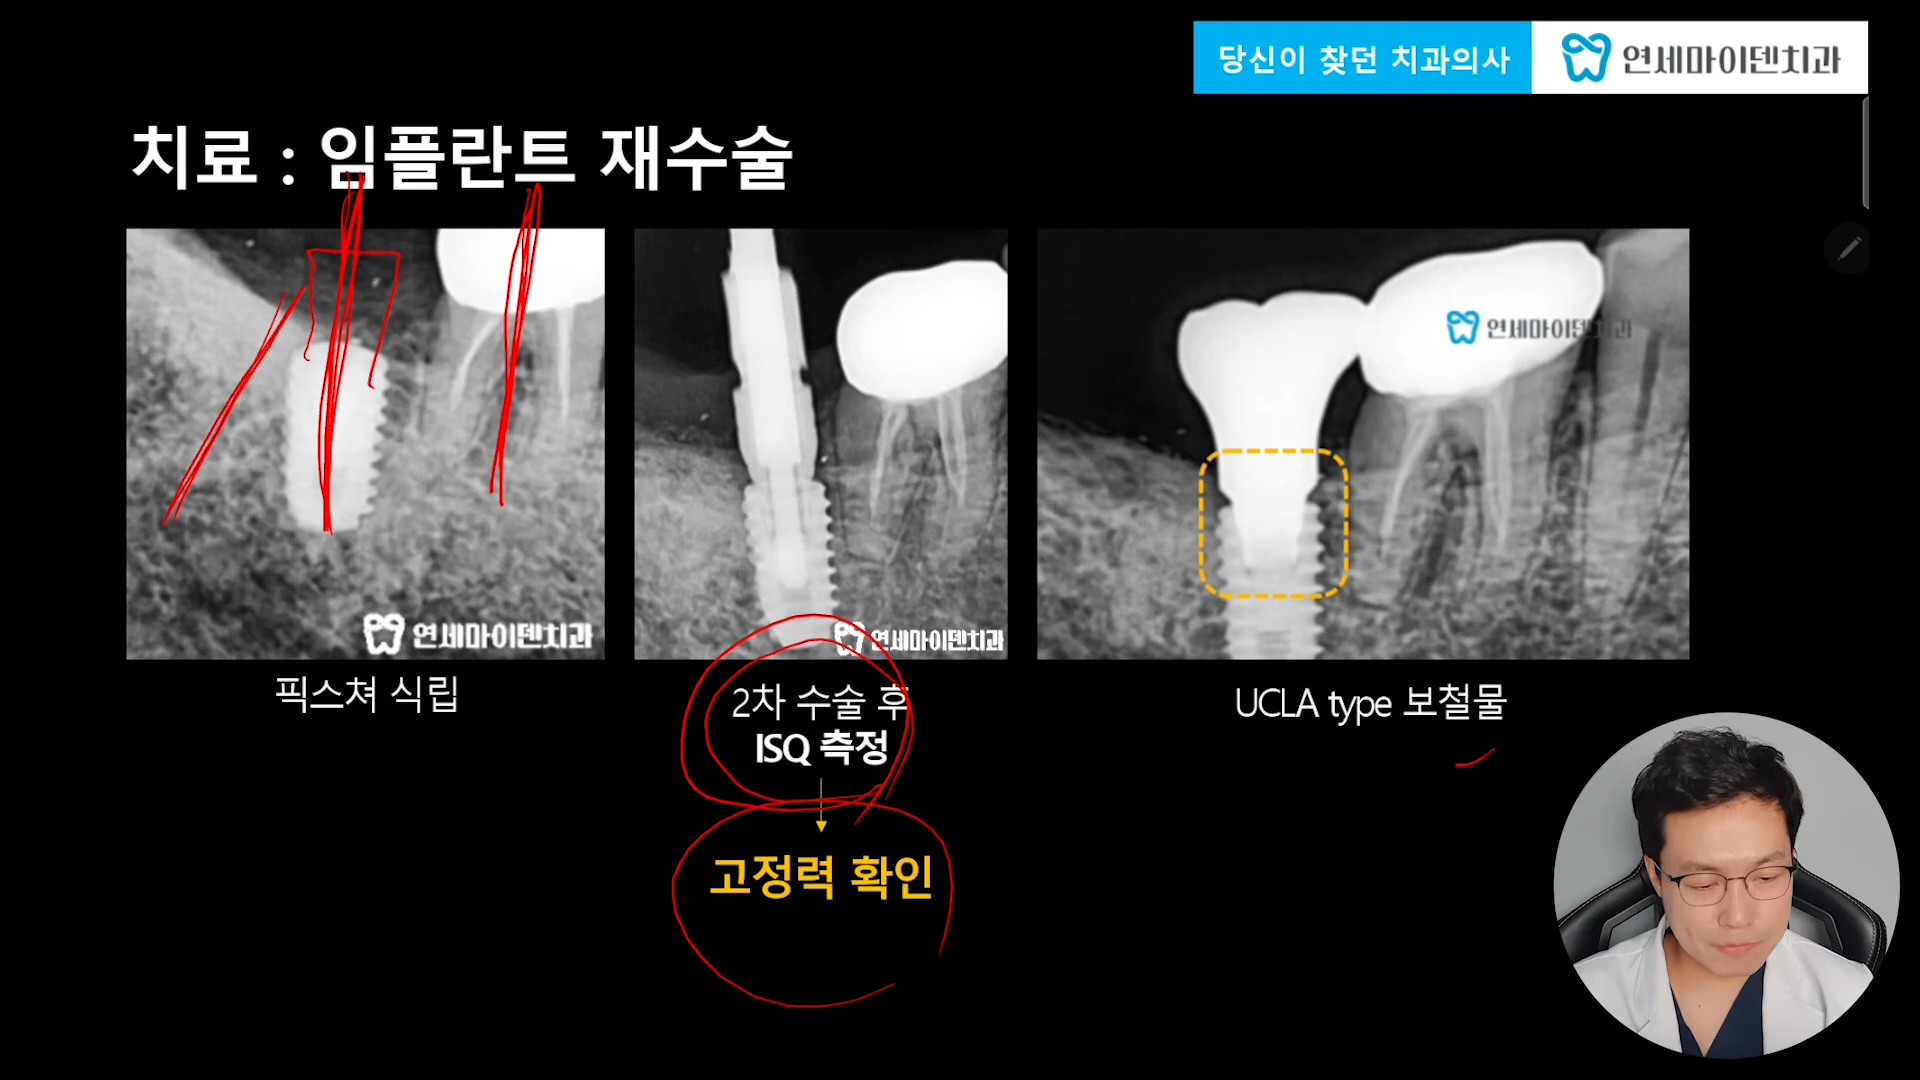 당신이 찾던 치과의사
연세마이덴치과
치료 : 임플란트 재수술
연세마이덴치과
연세마이덴치과
연세마이덴치과
픽스쳐 식립
2차 수술 후
ISQ 측정
고정력 확인
UCLA type 보철물